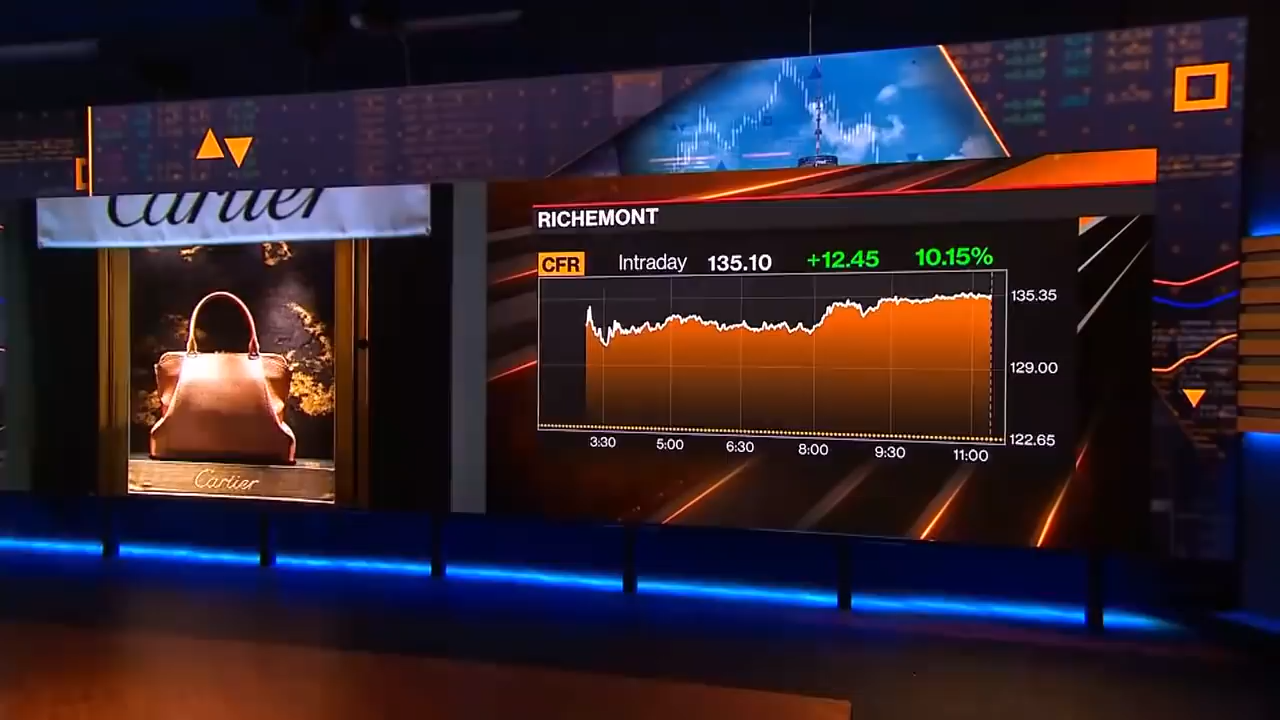 Cartier
Cartier
RICHEMONT
CFR Intraday 135.10 +12.45 10.15%
135.35
129.00
122.65
3:30 5:00 6:30 8:00 9:30 11:00